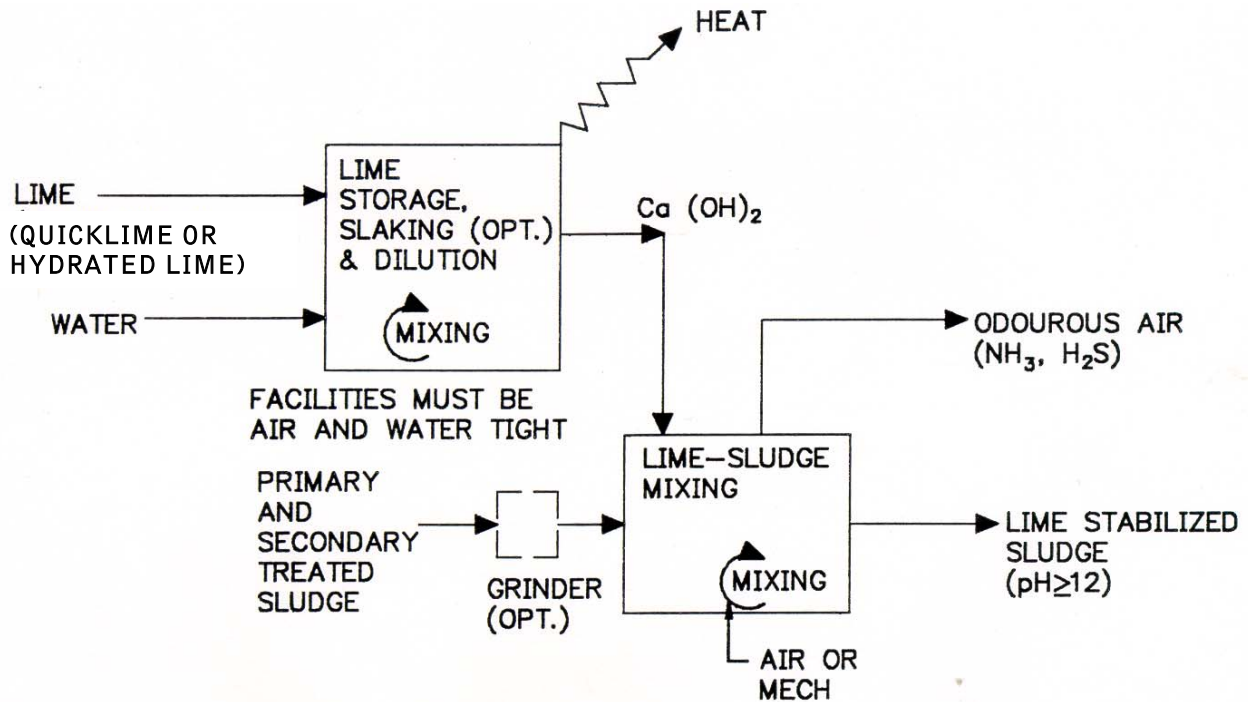 HEAT
LIME
STORAGE,
SLAKING (OPT.)
& DILUTION
MIXING
LIME
(QUICKLIME OR
HYDRATED LIME)
WATER
Ca (OH)₂
FACILITIES MUST BE
AIR AND WATER TIGHT
ODOUROUS AIR
(NH₃, H₂S)
PRIMARY
AND
SECONDARY
TREATED
SLUDGE
GRINDER
(OPT.)
LIME–SLUDGE
MIXING
MIXING
AIR OR
MECH
LIME STABILIZED
SLUDGE
(pH≥12)